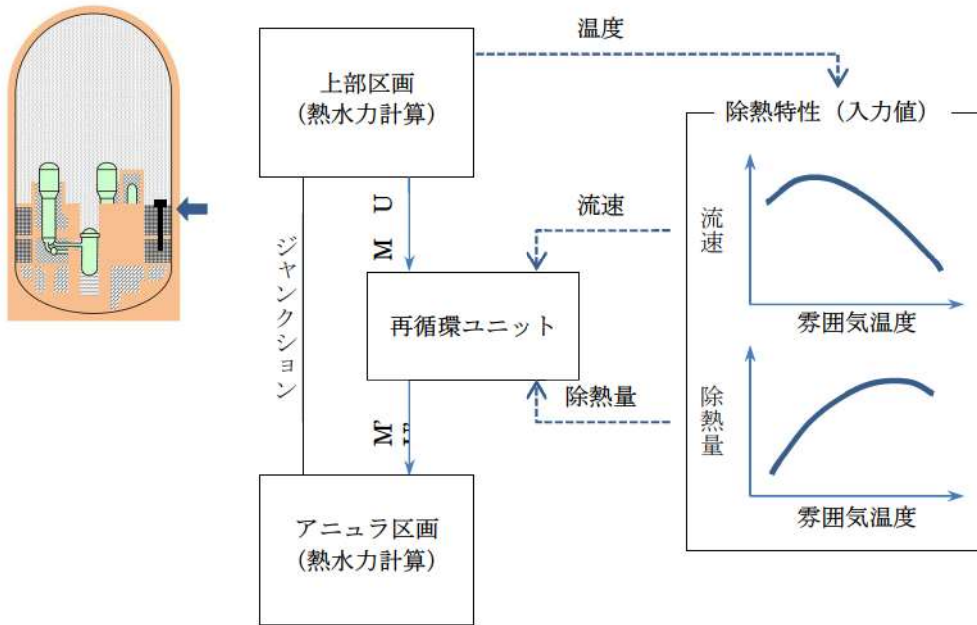 温度
上部区画
(熱水力計算)
除熱特性（入力値）
U
M
流速
流速
ジャンクション
雰囲気温度
再循環ユニット
除熱量
除熱量
M'
雰囲気温度
アニュラ区画
(熱水力計算)